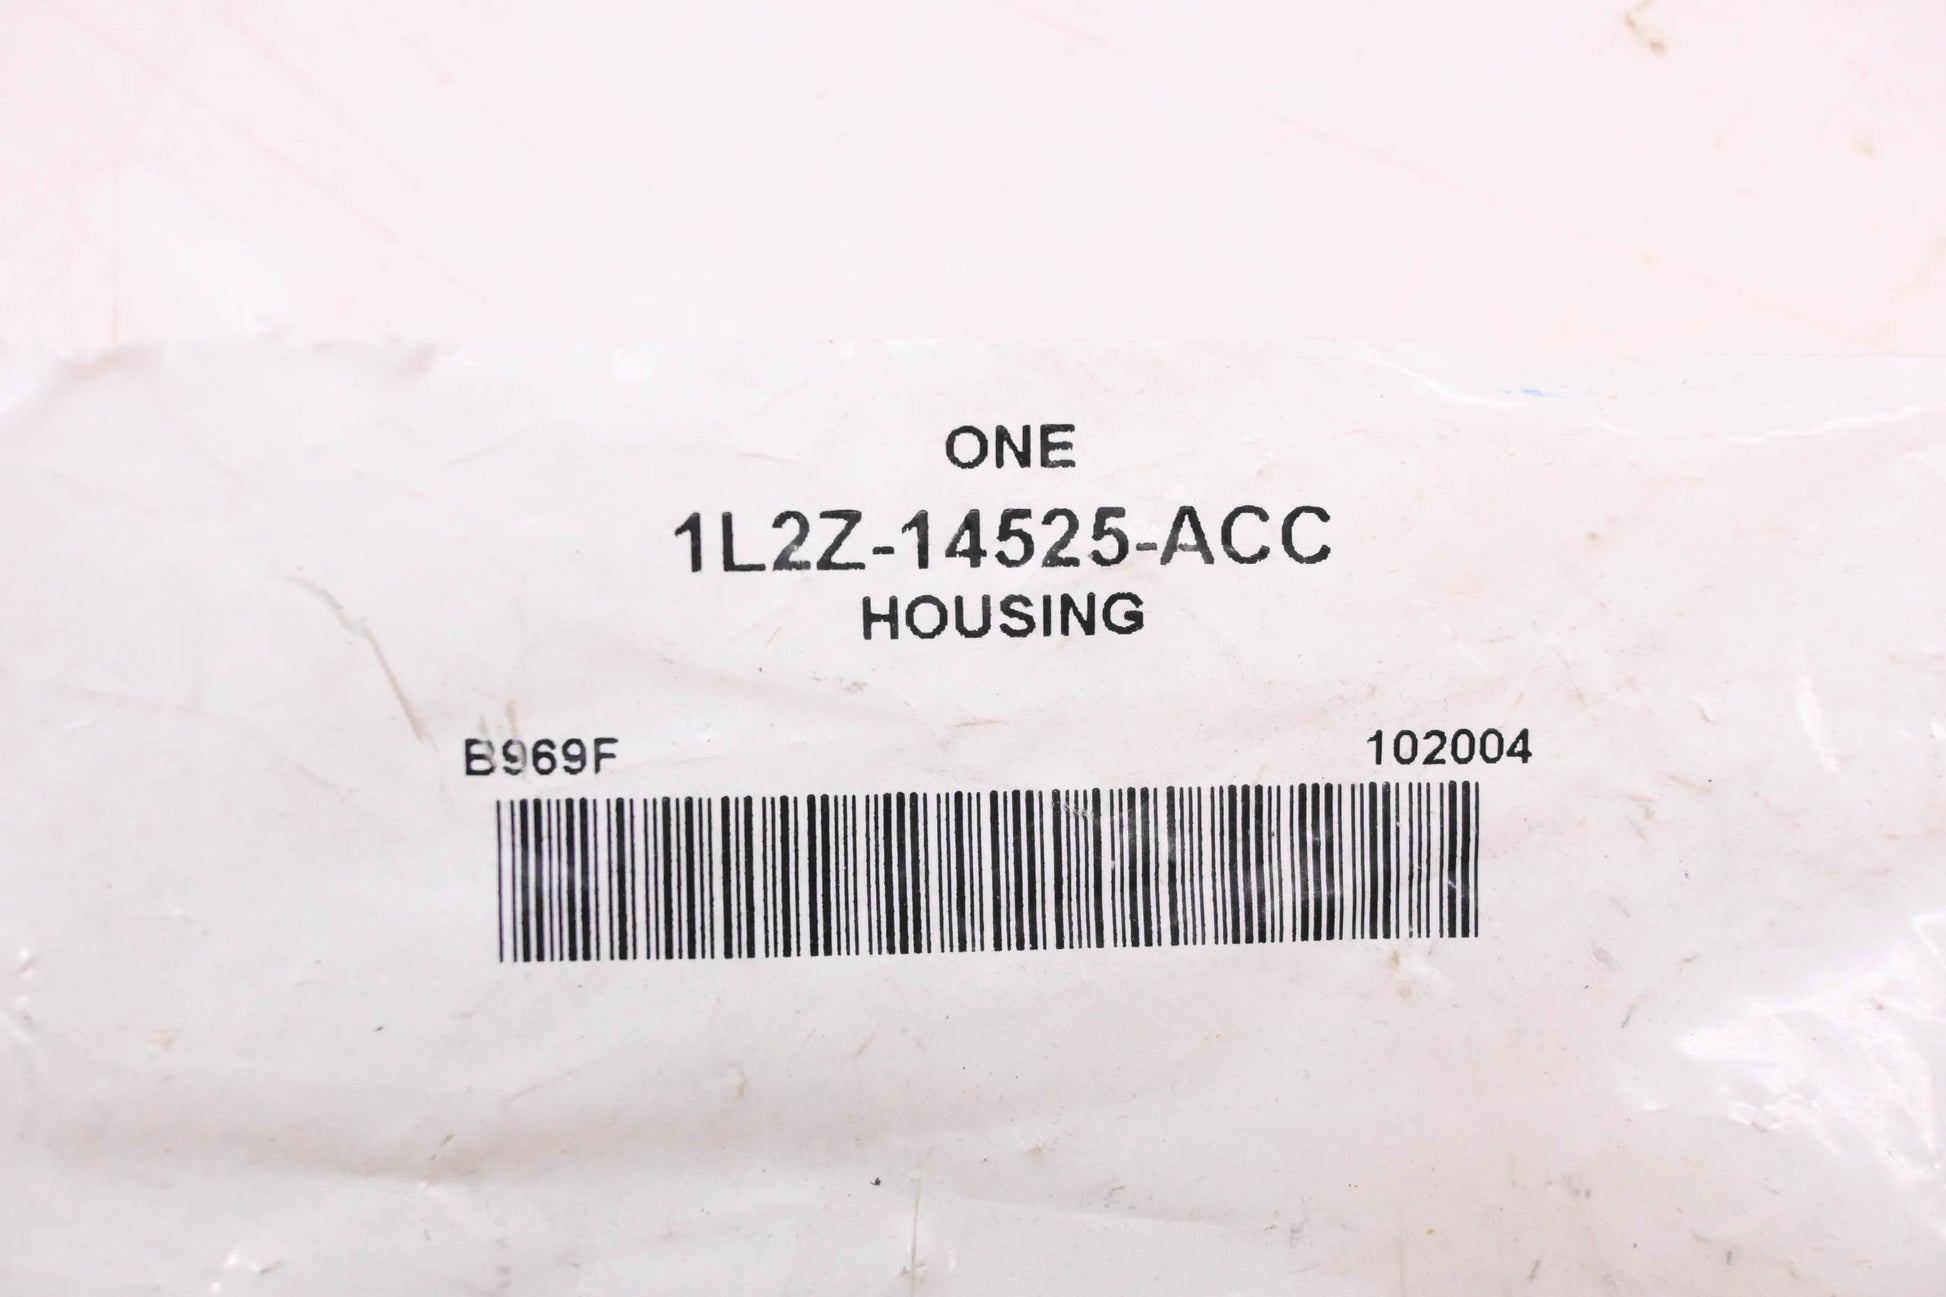 ONE
1L2Z-14525-ACC
HOUSING
B969F 102004